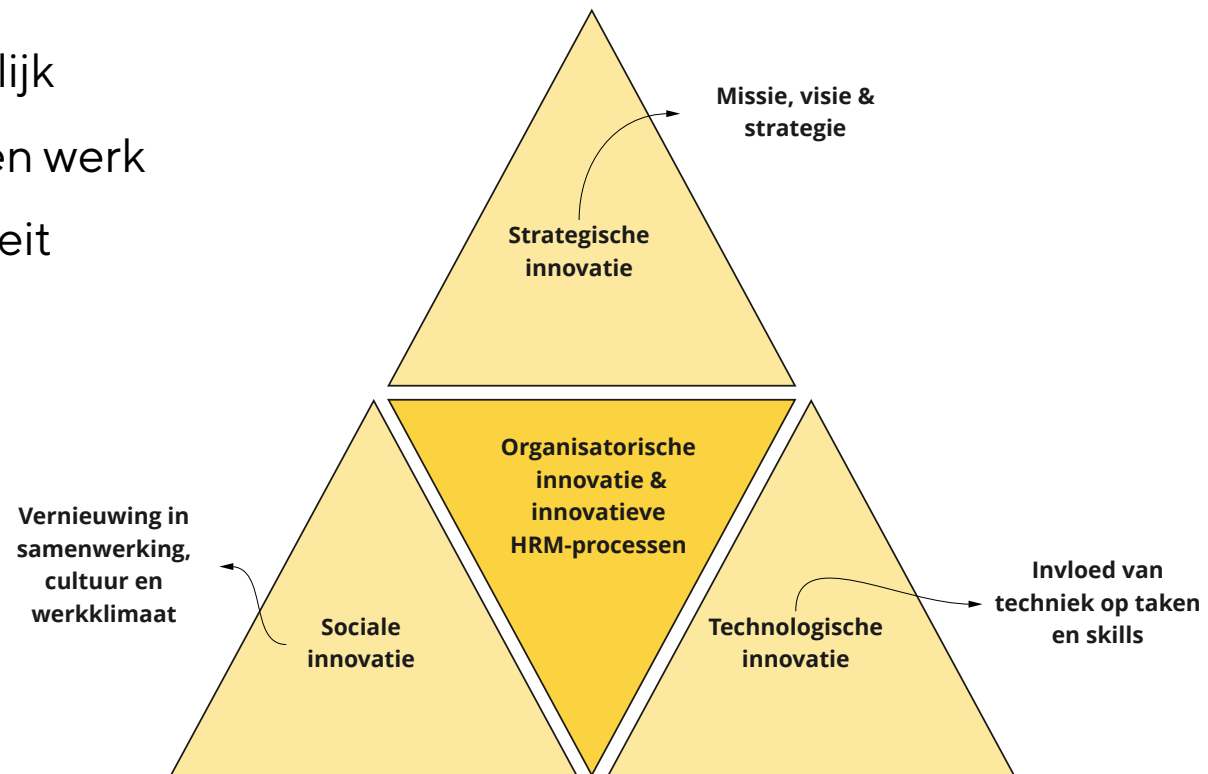 lijk
en werk
eit
Missie, visie &
strategie
Strategische
innovatie
Organisatorische
innovatie &
innovatieve
HRM-processen
Vernieuwing in
samenwerking,
cultuur en
werkklimaat
Sociale
innovatie
Technologische
innovatie
Invloed van
techniek op taken
en skills